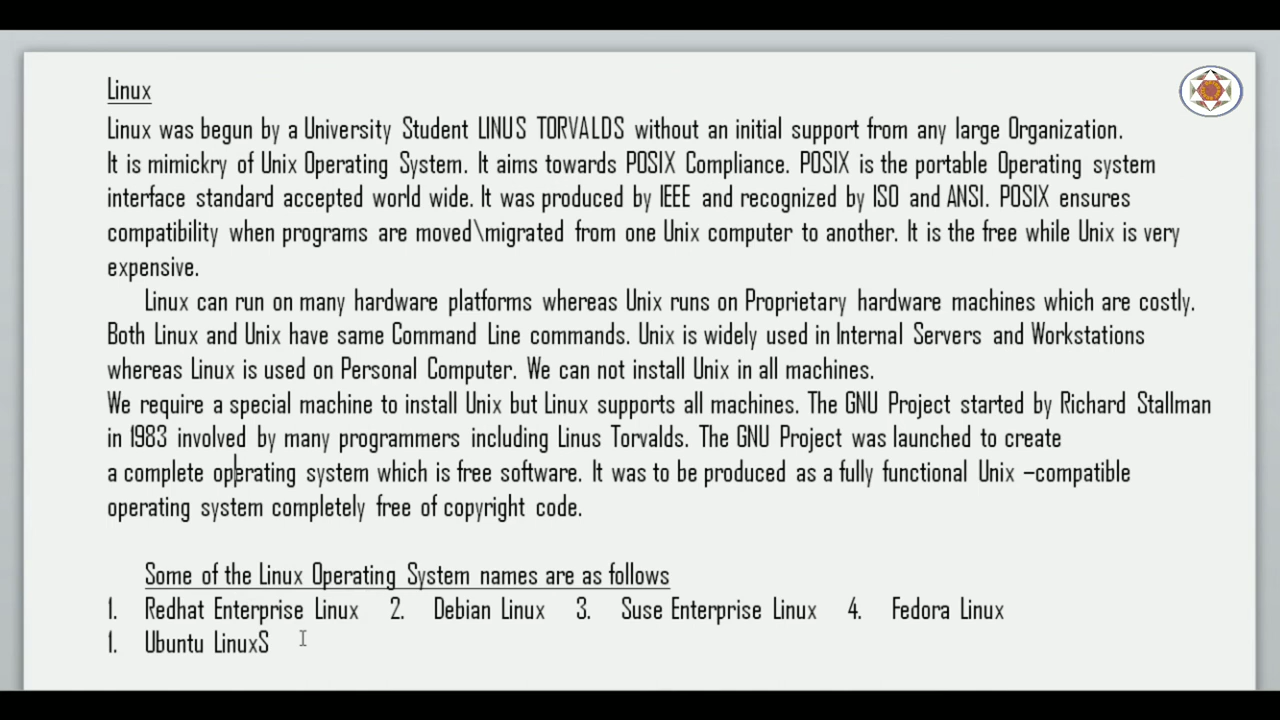 Linux
Linux was begun by a University Student LINUS TORVALDS without an initial support from any large Organization.
It is mimickry of Unix Operating System. It aims towards POSIX Compliance. POSIX is the portable Operating system
interface standard accepted world wide. It was produced by IEEE and recognized by ISO and ANSI. POSIX ensures
compatibility when programs are moved\migrated from one Unix computer to another. It is the free while Unix is very
expensive.
Linux can run on many hardware platforms whereas Unix runs on Proprietary hardware machines which are costly.
Both Linux and Unix have same Command Line commands. Unix is widely used in Internal Servers and Workstations
whereas Linux is used on Personal Computer. We can not install Unix in all machines.
We require a special machine to install Unix but Linux supports all machines. The GNU Project started by Richard Stallman
in 1983 involved by many programmers including Linus Torvalds. The GNU Project was launched to create
a complete operating system which is free software. It was to be produced as a fully functional Unix –compatible
operating system completely free of copyright code.
Some of the Linux Operating System names are as follows
1. Redhat Enterprise Linux 2. Debian Linux 3. Suse Enterprise Linux 4. Fedora Linux
1. Ubuntu LinuxS